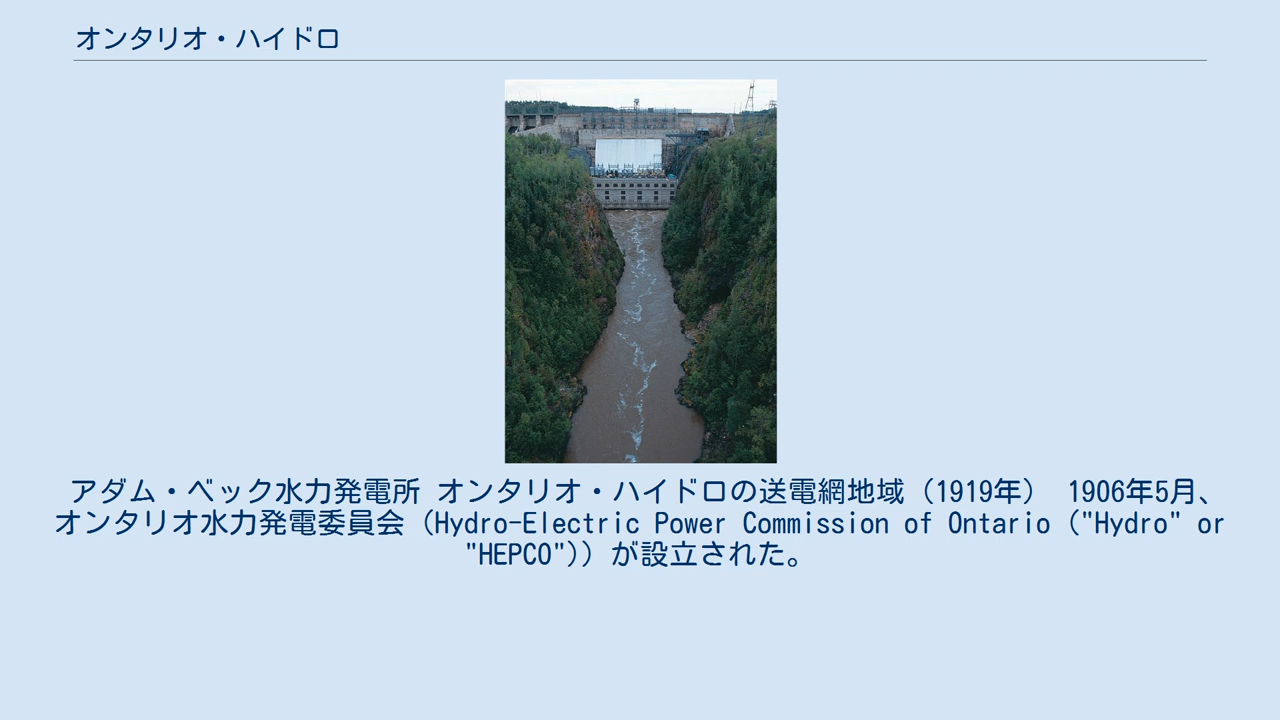 オンタリオ・ハイドロ
アダム・ベック水力発電所 オンタリオ・ハイドロの送電網地域（1919年） 1906年5月、
オンタリオ水力発電委員会（Hydro-Electric Power Commission of Ontario ("Hydro" or
"HEPCO")）が設立された。